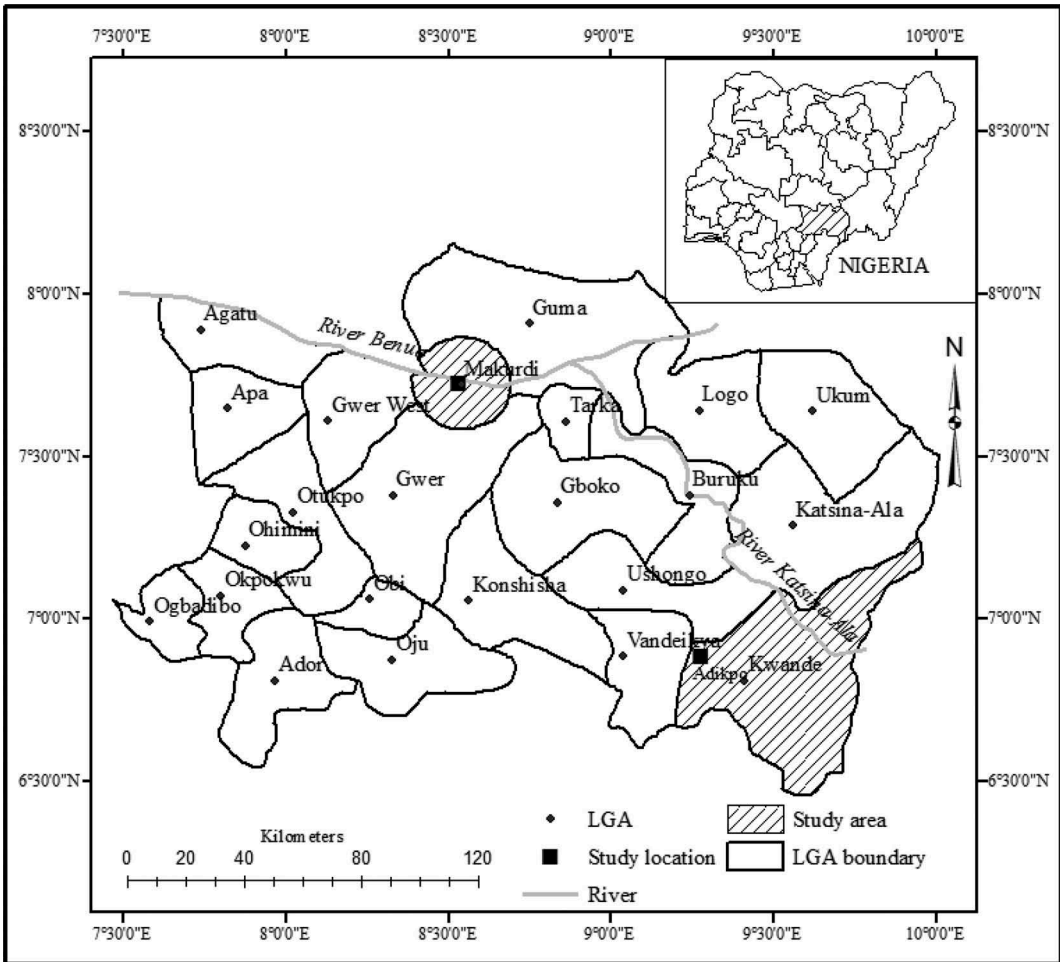 7°30'0"E 8°0'0"E 8°30'0"E 9°0'0"E 9°30'0"E 10°0'0"E
8°30'0"N 8°30'0"N
NIGERIA
8°0'0"N 8°0'0"N
Guma
Agatu
River Benue
N
Makurdi
Apa
Gwer West
Tarka
Logo
Ukum
7°30'0"N 7°30'0"N
Gwer
Gboko
Buruku
Otukpo
Katsina-Ala
Ohimini
River Katsina-Ala
Okpokwu
Obi
Konshisha
Ushongo
Ogbadibo
7°0'0"N 7°0'0"N
Oju
Vandeikya
Ador
Adikpo
Kwande
6°30'0"N 6°30'0"N
LGA
Study area
Kilometers
Study location
LGA boundary
0 20 40 80 120
River
7°30'0"E 8°0'0"E 8°30'0"E 9°0'0"E 9°30'0"E 10°0'0"E